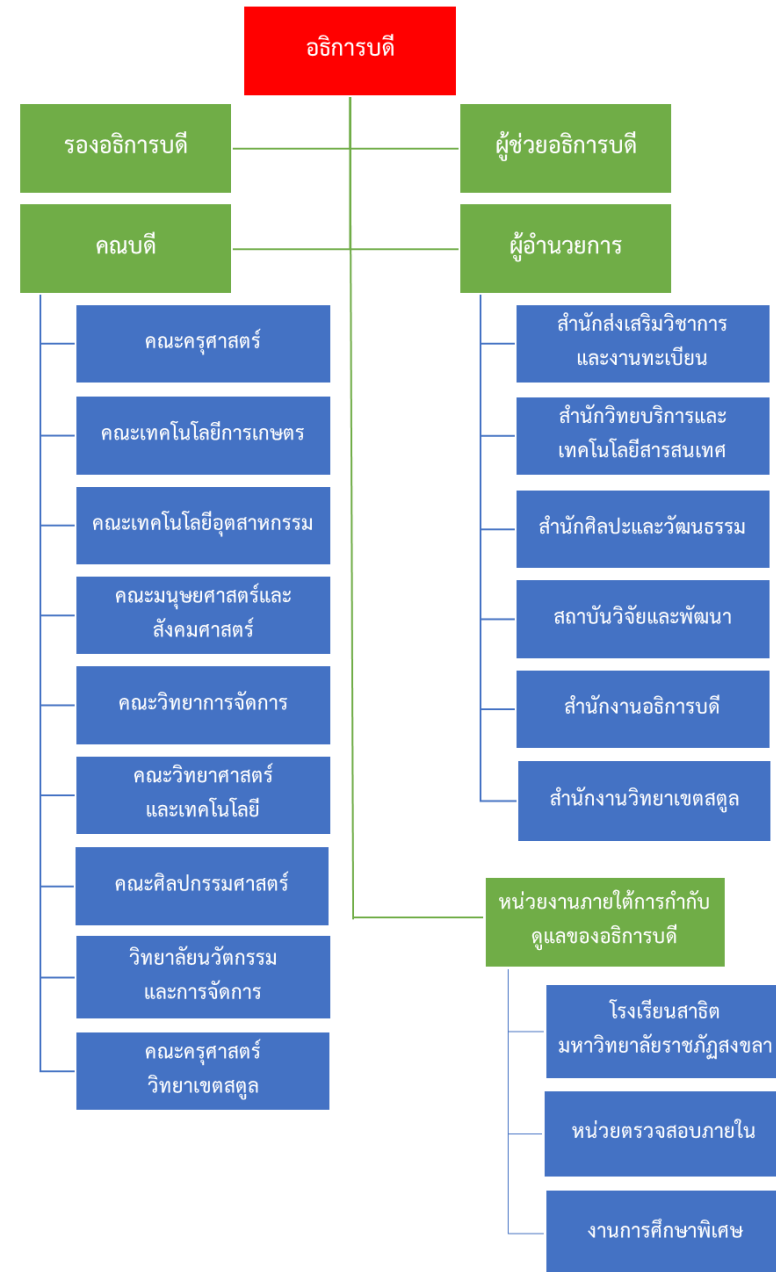 อธิการบดี
รองอธิการบดี
ผู้ช่วยอธิการบดี
คณบดี
ผู้อำนวยการ
คณะครุศาสตร์
คณะเทคโนโลยีการเกษตร
คณะเทคโนโลยีอุตสาหกรรม
คณะมนุษยศาสตร์และ
สังคมศาสตร์
คณะวิทยาการจัดการ
คณะวิทยาศาสตร์
และเทคโนโลยี
คณะศิลปกรรมศาสตร์
วิทยาลัยนวัตกรรม
และการจัดการ
คณะครุศาสตร์
วิทยาเขตสตูล
สำนักส่งเสริมวิชาการ
และงานทะเบียน
สำนักวิทยบริการและ
เทคโนโลยีสารสนเทศ
สำนักศิลปะและวัฒนธรรม
สถาบันวิจัยและพัฒนา
สำนักงานอธิการบดี
สำนักงานวิทยาเขตสตูล
หน่วยงานภายใต้การกำกับ
ดูแลของอธิการบดี
โรงเรียนสาธิต
มหาวิทยาลัยราชภัฏสงขลา
หน่วยตรวจสอบภายใน
งานการศึกษาพิเศษ